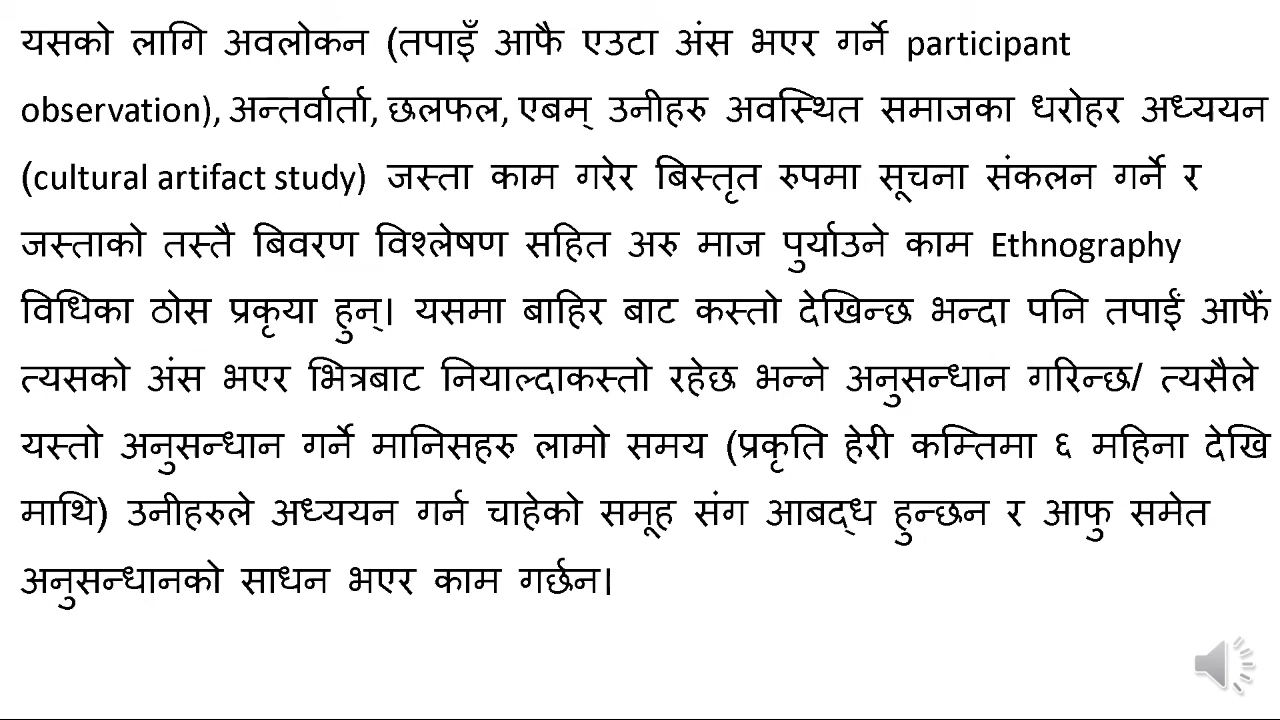 यसको लागि अवलोकन (तपाइँ आफै एउटा अंस भएर गर्ने participant
observation), अन्तर्वार्ता, छलफल, एबम् उनीहरु अवस्थित समाजका धरोहर अध्ययन
(cultural artifact study) जस्ता काम गरेर बिस्तृत रुपमा सूचना संकलन गर्ने र
जस्ताको तस्तै बिवरण विश्लेषण सहित अरु माज पुर्याउने काम Ethnography
विधिका ठोस प्रकृया हुन्। यसमा बाहिर बाट कस्तो देखिन्छ भन्दा पनि तपाईं आफैं
त्यसको अंस भएर भित्रबाट नियाल्दाकस्तो रहेछ भन्ने अनुसन्धान गरिन्छ/ त्यसैले
यस्तो अनुसन्धान गर्ने मानिसहरु लामो समय (प्रकृति हेरी कम्तिमा ६ महिना देखि
माथि) उनीहरुले अध्ययन गर्न चाहेको समूह संग आबद्ध हुन्छन र आफु समेत
अनुसन्धानको साधन भएर काम गर्छन।